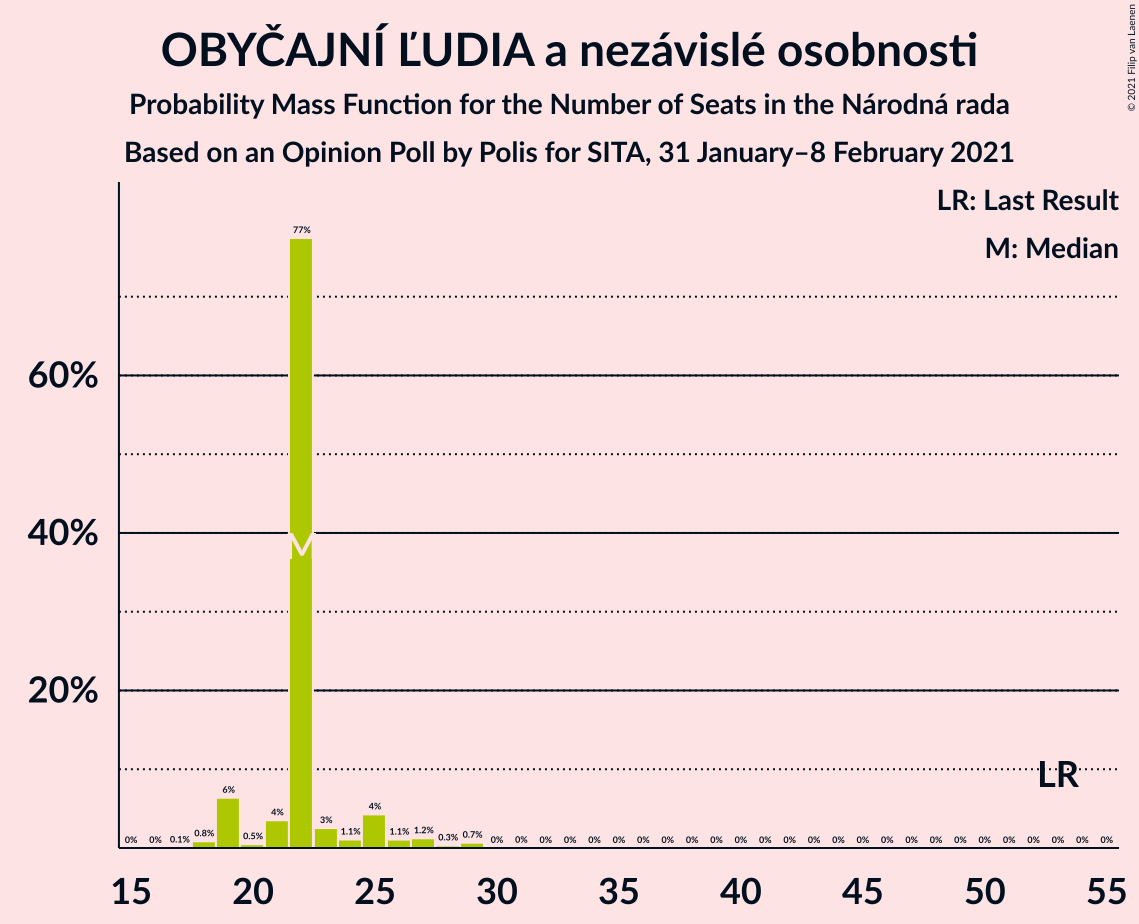 OBYČAJNÍ ĽUDIA a nezávislé osobnosti
Probability Mass Function for the Number of Seats in the Národná rada
Based on an Opinion Poll by Polis for SITA, 31 January–8 February 2021
© 2021 Filip van Laenen
LR: Last Result
M: Median
77%
60%
40%
M
20%
LR
0% 0% 0.1% 0.8% 6% 0.5% 4% 3% 1.1% 4% 1.1% 1.2% 0.3% 0.7% 0% 0% 0% 0% 0% 0% 0% 0% 0% 0% 0% 0% 0% 0% 0% 0% 0% 0% 0% 0% 0% 0% 0% 0% 0% 0%
15 20 25 30 35 40 45 50 55